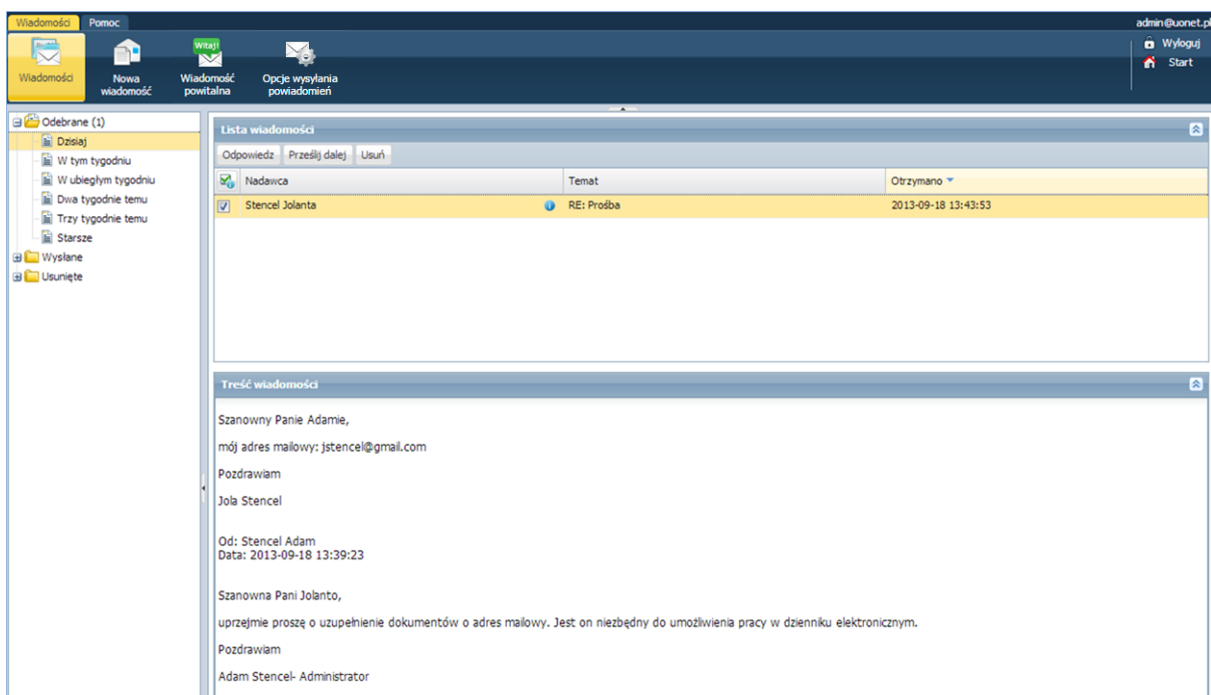 Wiadomości Pomoc admin@uonet.pl
Wiadomości
Nowa
wiadomość
Witaj!
Wiadomość
powitalna
Opcje wysyłania
powiadomień
Wyloguj
Start
Odebrane (1)
Dzisiaj
W tym tygodniu
W ubiegłym tygodniu
Dwa tygodnie temu
Trzy tygodnie temu
Starsze
Wysłane
Usunięte
Lista wiadomości
Odpowiedz Prześlij dalej Usuń
Nadawca Temat Otrzymano
Stencel Jolanta RE: Prośba 2013-09-18 13:43:53
Treść wiadomości
Szanowny Panie Adamie,
mój adres mailowy: jstencel@gmail.com
Pozdrawiam
Jola Stencel
Od: Stencel Adam
Data: 2013-09-18 13:39:23
Szanowna Pani Jolanto,
uprzejmie proszę o uzupełnienie dokumentów o adres mailowy. Jest on niezbędny do umożliwienia pracy w dzienniku elektronicznym.
Pozdrawiam
Adam Stencel- Administrator